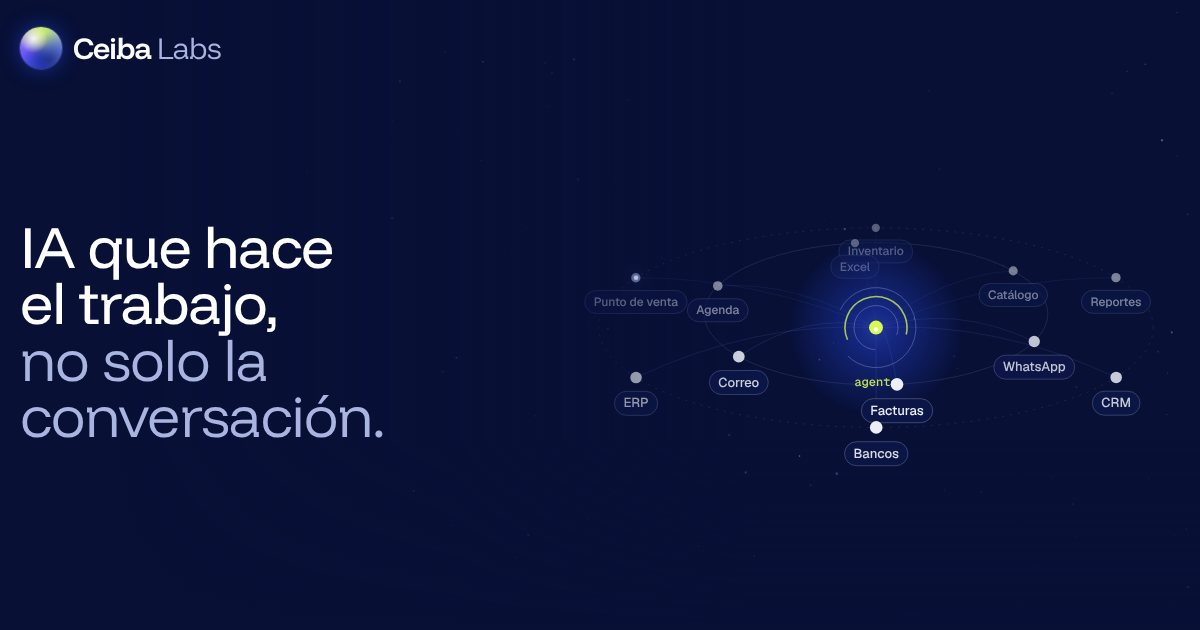 Ceiba Labs
IA que hace
el trabajo,
no solo la
conversación.
Inventario
Excel
Punto de venta
Agenda
Catálogo
Reportes
Correo
WhatsApp
ERP
agent
CRM
Facturas
Bancos